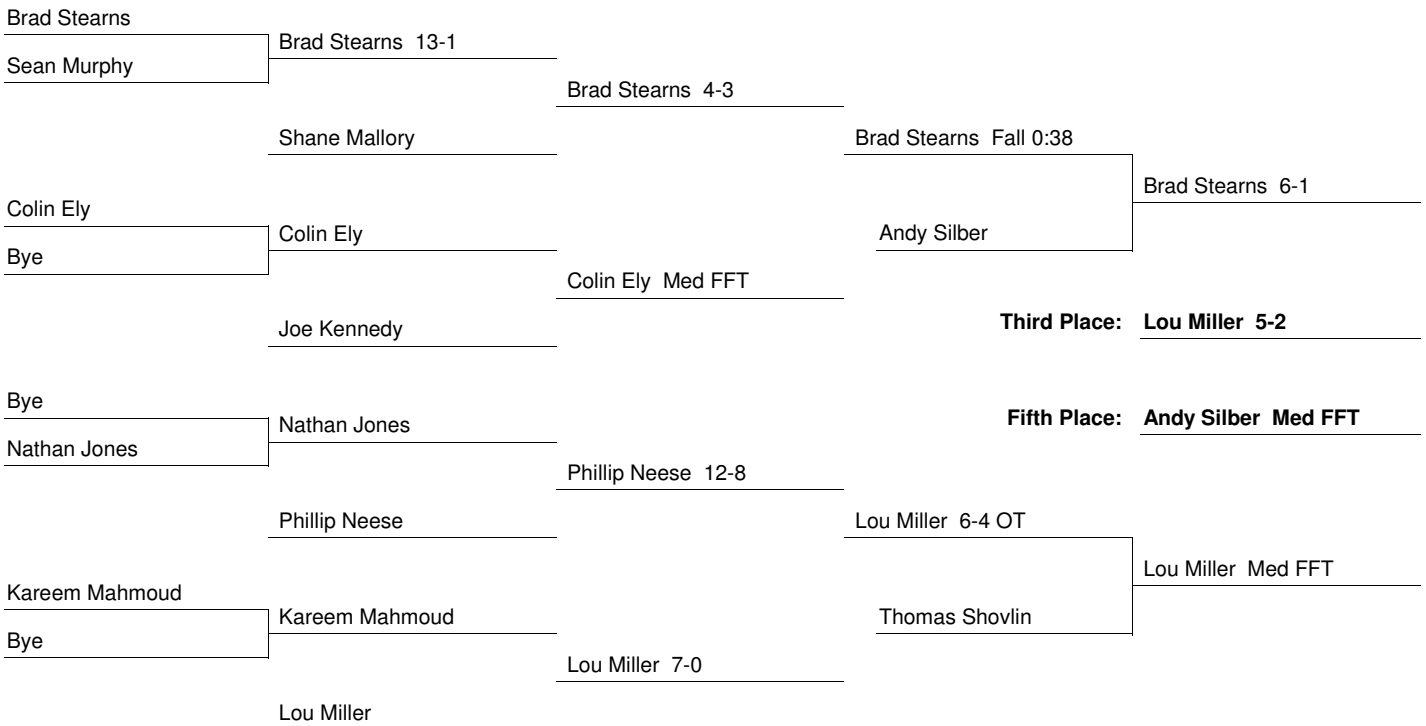 Brad Stearns
Sean Murphy
Brad Stearns 13-1
Shane Mallory
Brad Stearns 4-3
Brad Stearns Fall 0:38
Andy Silber
Brad Stearns 6-1
Colin Ely
Bye
Colin Ely
Joe Kennedy
Colin Ely Med FFT
Third Place: Lou Miller 5-2
Fifth Place: Andy Silber Med FFT
Bye
Nathan Jones
Nathan Jones
Phillip Neese
Phillip Neese 12-8
Lou Miller 6-4 OT
Thomas Shovlin
Lou Miller Med FFT
Kareem Mahmoud
Bye
Kareem Mahmoud
Lou Miller
Lou Miller 7-0